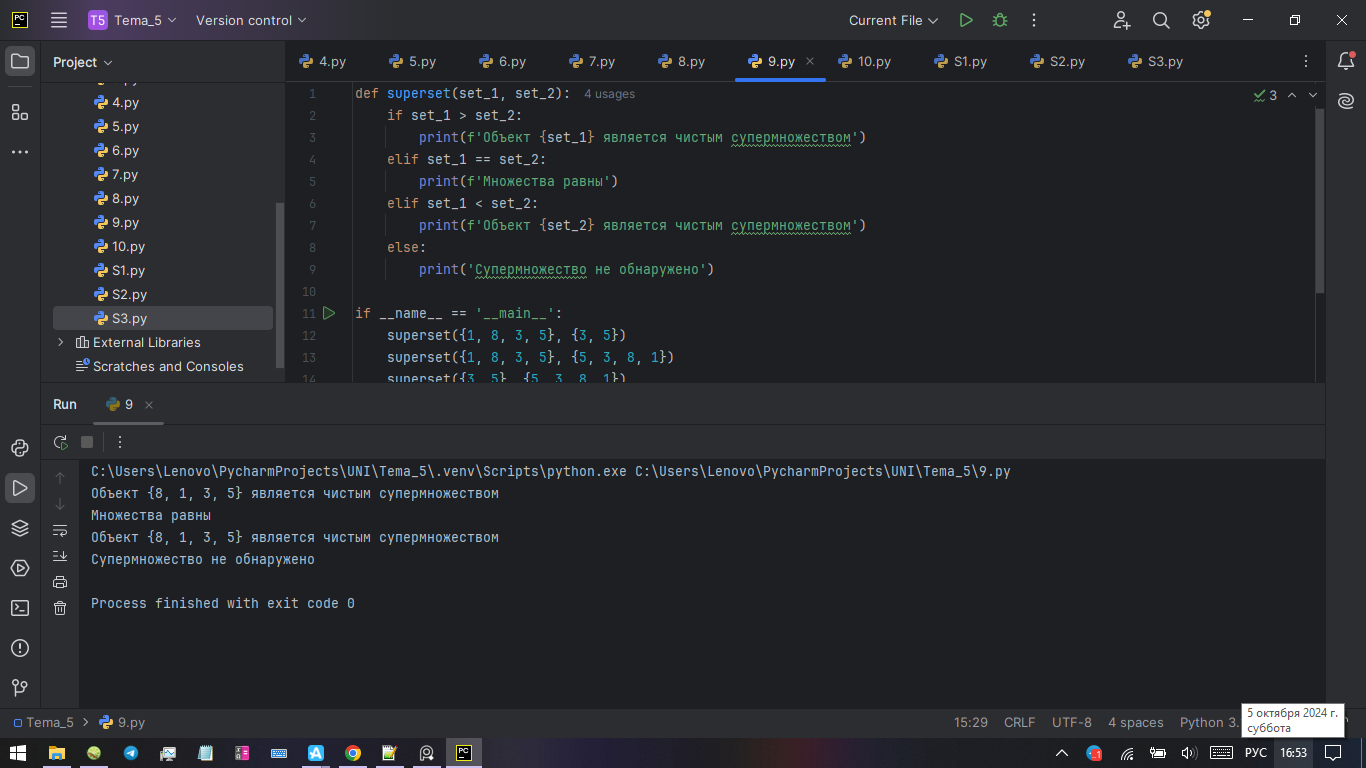 PC T5 Tema_5 Version control Current File
Project
4.py 5.py 6.py 7.py 8.py 9.py 10.py S1.py S2.py S3.py
4.py
5.py
6.py
7.py
8.py
9.py
10.py
S1.py
S2.py
S3.py
External Libraries
Scratches and Consoles
3
1 def superset(set_1, set_2): 4 usages
2 if set_1 > set_2:
3 print(f'Объект {set_1} является чистым супермножеством')
4 elif set_1 == set_2:
5 print(f'Множества равны')
6 elif set_1 < set_2:
7 print(f'Объект {set_2} является чистым супермножеством')
8 else:
9 print('Супермножество не обнаружено')
10
11 if __name__ == '__main__':
12 superset({1, 8, 3, 5}, {3, 5})
13 superset({1, 8, 3, 5}, {5, 3, 8, 1})
14 superset({3, 5}, {5, 3, 8, 1})
Run 9
C:\Users\Lenovo\PycharmProjects\UNI\Tema_5\.venv\Scripts\python.exe C:\Users\Lenovo\PycharmProjects\UNI\Tema_5\9.py
Объект {8, 1, 3, 5} является чистым супермножеством
Множества равны
Объект {8, 1, 3, 5} является чистым супермножеством
Супермножество не обнаружено
Process finished with exit code 0
Tema_5 9.py 15:29 CRLF UTF-8 4 spaces Python 3.
5 октября 2024 г.
суббота
РУС 16:53